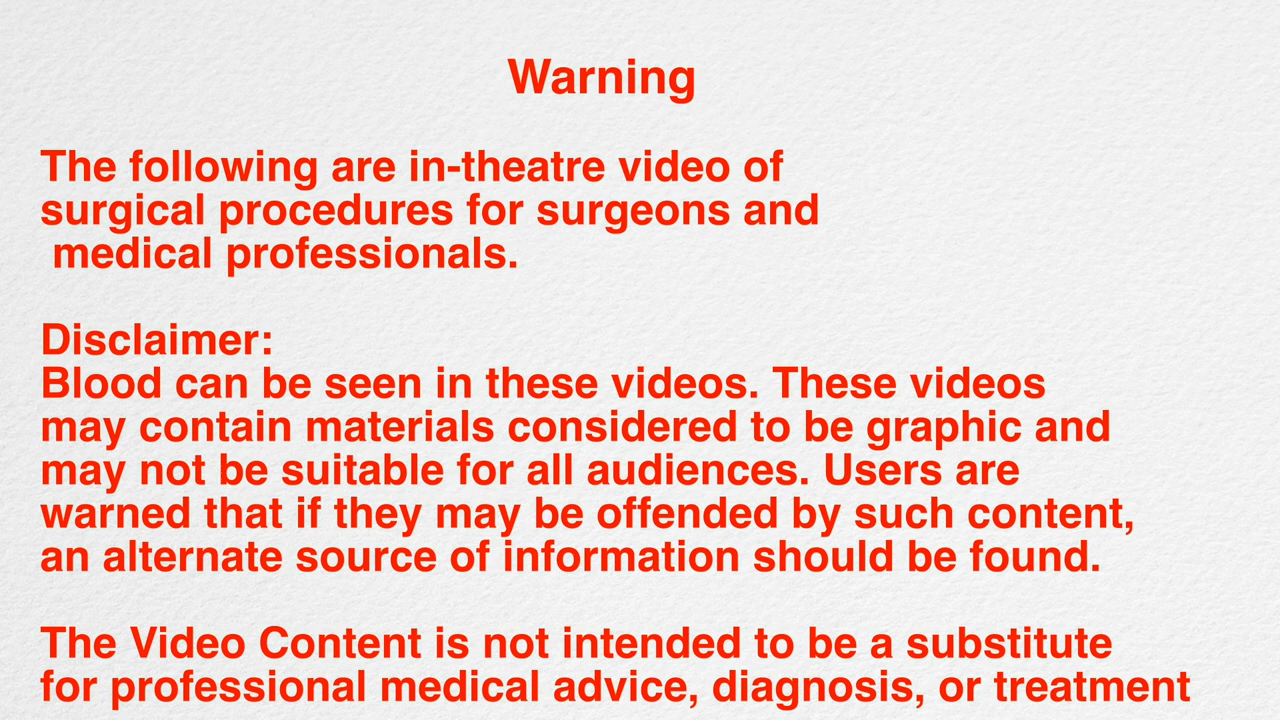 Warning
The following are in-theatre video of
surgical procedures for surgeons and
medical professionals.
Disclaimer:
Blood can be seen in these videos. These videos
may contain materials considered to be graphic and
may not be suitable for all audiences. Users are
warned that if they may be offended by such content,
an alternate source of information should be found.
The Video Content is not intended to be a substitute
for professional medical advice, diagnosis, or treatment